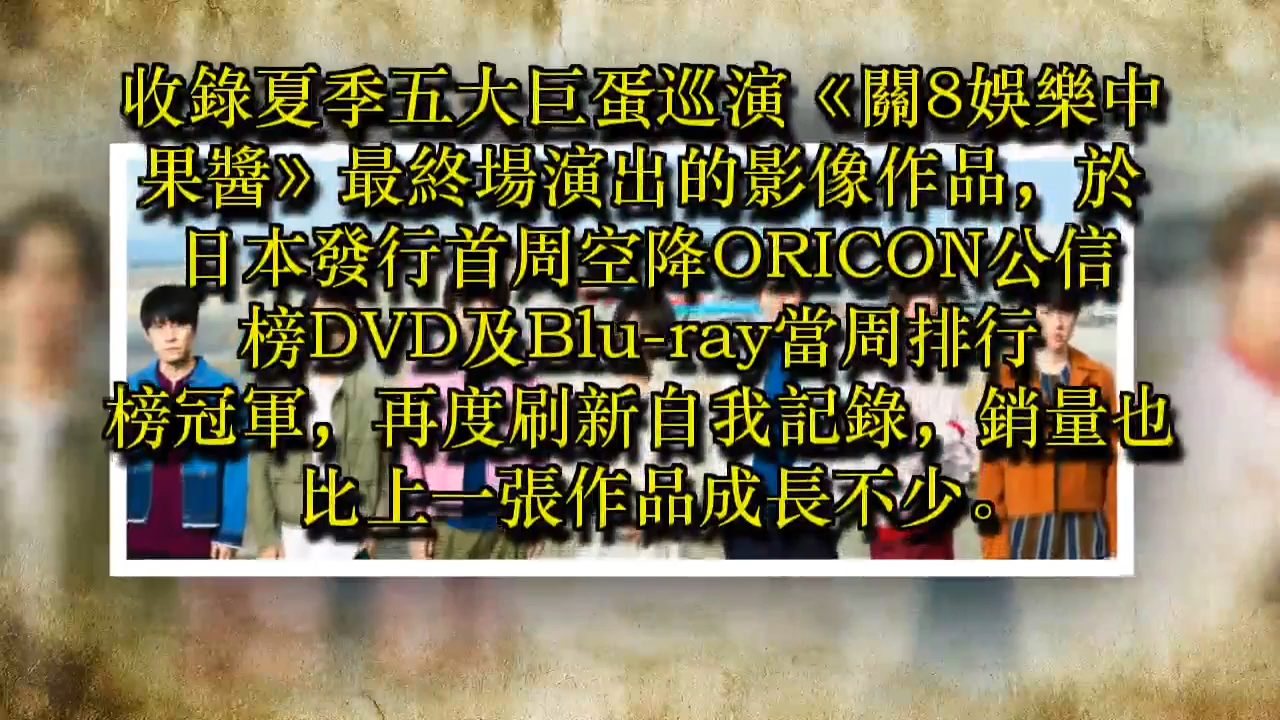 收錄夏季五大巨蛋巡演《關8娛樂中
果醬》最終場演出的影像作品，於
日本發行首周空降ORICON公信
榜DVD及Blu-ray當周排行
榜冠軍，再度刷新自我記錄，銷量也
比上一張作品成長不少。